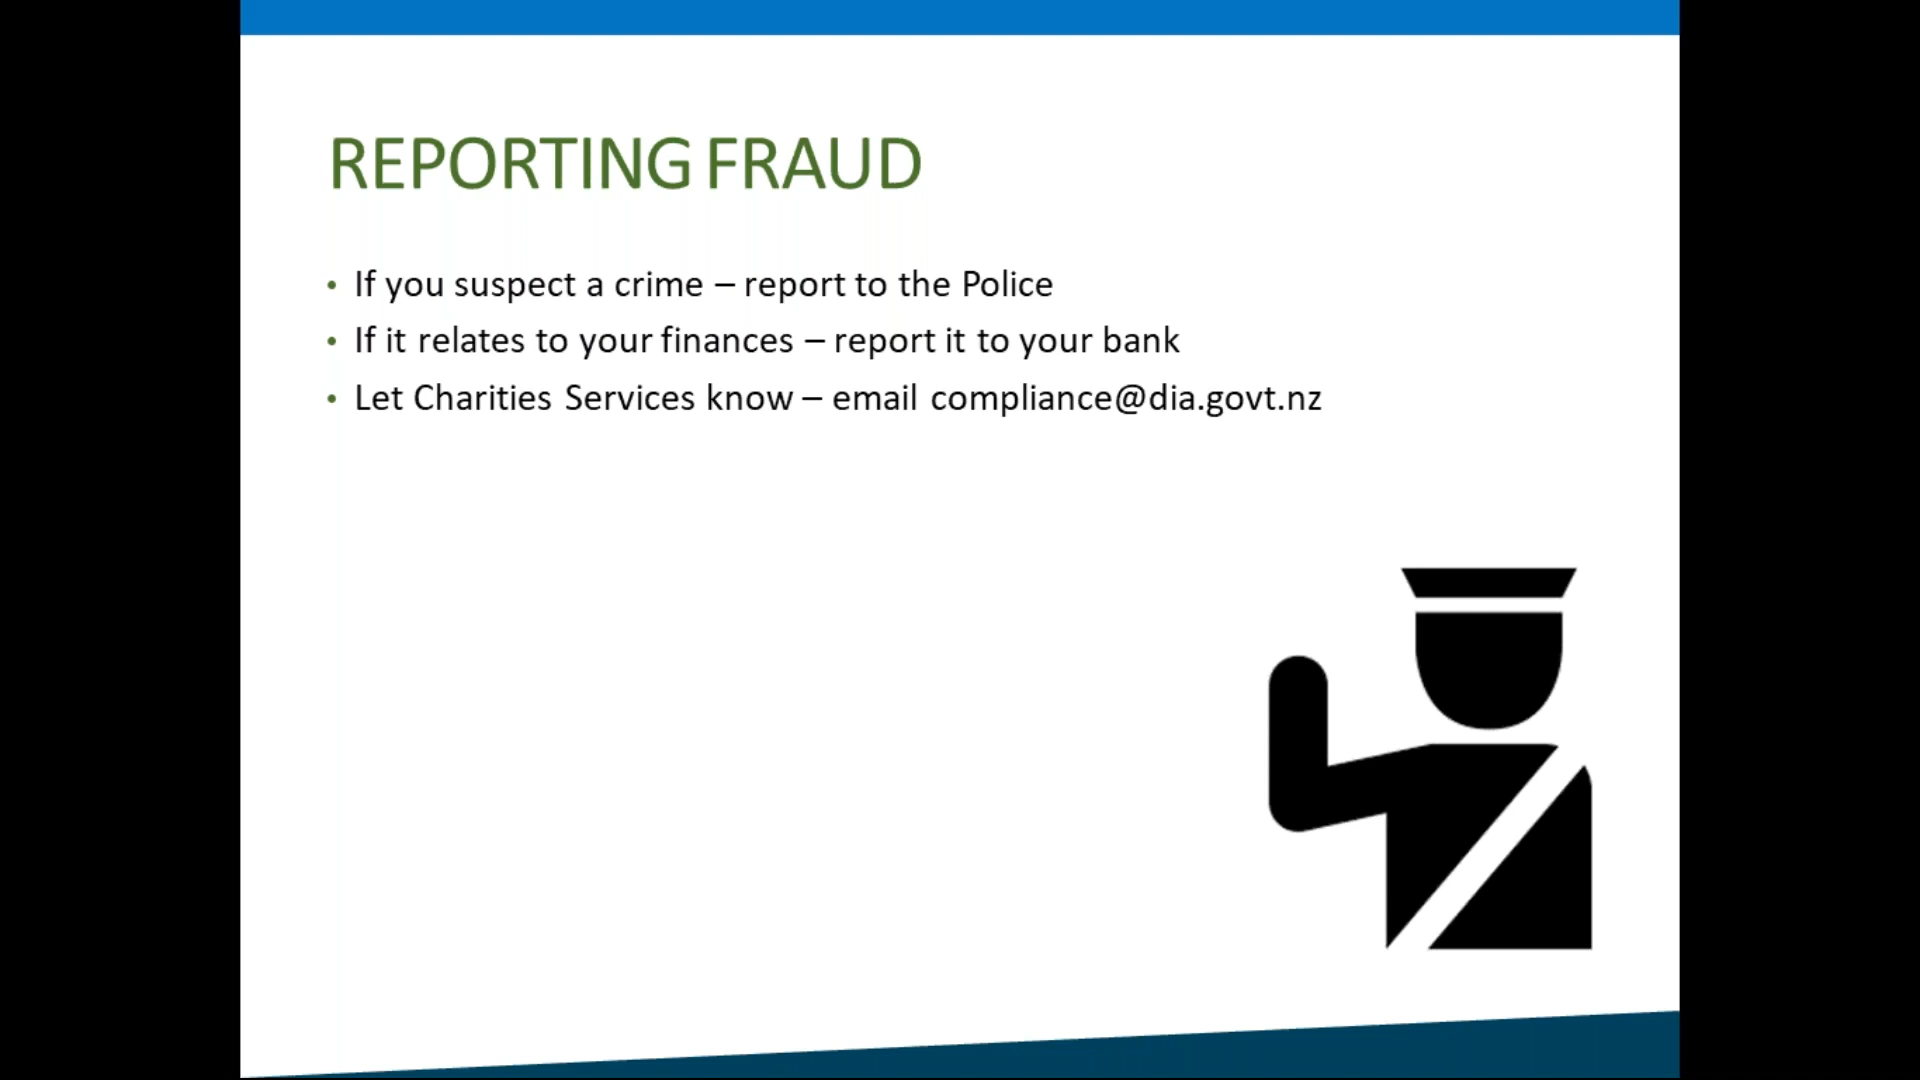 REPORTING FRAUD
• If you suspect a crime – report to the Police
• If it relates to your finances – report it to your bank
• Let Charities Services know – email compliance@dia.govt.nz